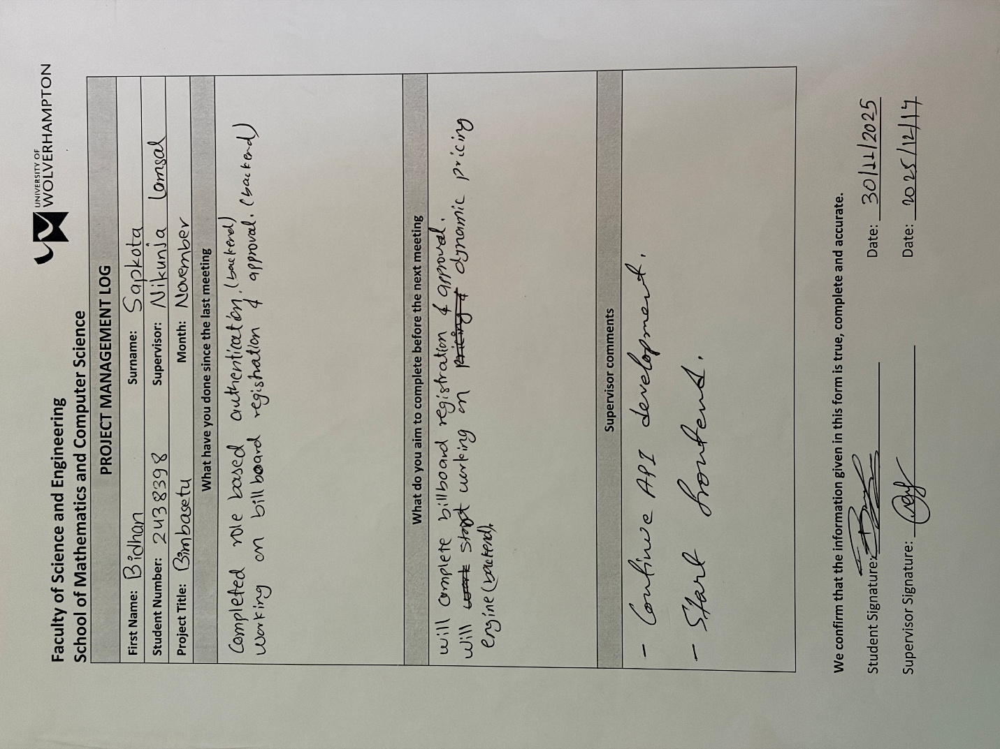 UNIVERSITY OF
WOLVERHAMPTON
Faculty of Science and Engineering
School of Mathematics and Computer Science
PROJECT MANAGEMENT LOG
First Name: Bidhan Surname: Sapkota
Student Number: 2438398 Supervisor: Nikunja Lamsal
Project Title: Bimbasetu Month: November
What have you done since the last meeting
Completed role based authentication. (backend)
Working on billboard registration & approval. (backend)
What do you aim to complete before the next meeting
will complete billboard registration & approval.
Will work start working on pricing & dynamic pricing
engine (backend).
Supervisor comments
- Continue API development.
- Start frontend.
We confirm that the information given in this form is true, complete and accurate.
Student Signature: Date: 30/11/2025
Supervisor Signature: Date: 2025/12/14